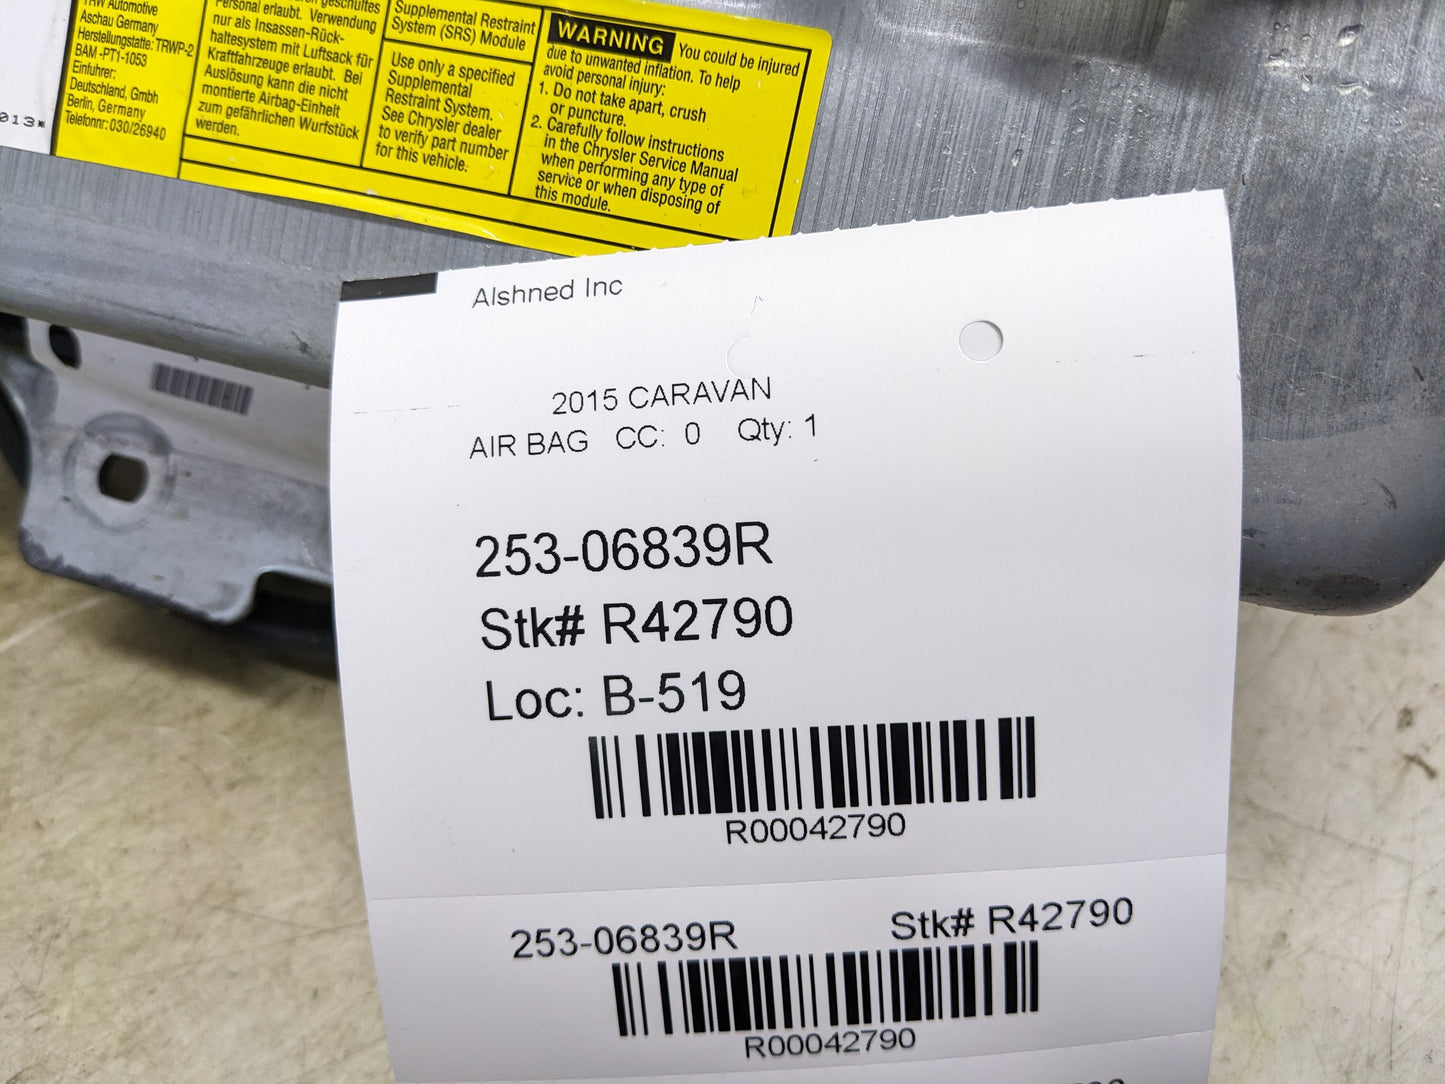 TRW Automotive
Aschau Germany
Herstellungstätte: TRWP-2
BAM -PT1-1053
Einfuhrer:
Deutschland, Gmbh
Berlin, Germany
Telefonnr: 030/26940
013*
geschultes
Personal erlaubt. Verwendung
nur als Insassen-Rück-
haltesystem mit Luftsack für
Kraftfahrzeuge erlaubt. Bei
Auslösung kann die nicht
montierte Airbag-Einheit
zum gefährlichen Wurfstück
werden.
Supplemental Restraint
System (SRS) Module
Use only a specified
Supplemental
Restraint System.
See Chrysler dealer
to verify part number
for this vehicle.
WARNING You could be injured
due to unwanted inflation. To help
avoid personal injury:
1. Do not take apart, crush
or puncture.
2. Carefully follow instructions
in the Chrysler Service Manual
when performing any type of
service or when disposing of
this module.
Alshned Inc
2015 CARAVAN
AIR BAG CC: 0 Qty: 1
253-06839R
Stk# R42790
Loc: B-519
R00042790
253-06839R Stk# R42790
R00042790